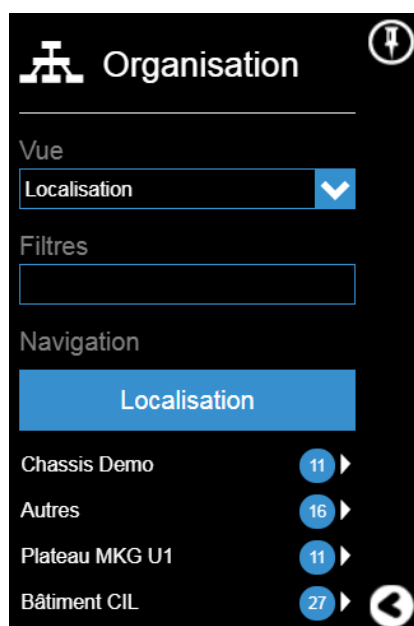 Organisation
Vue
Localisation
Filtres
Navigation
Localisation
Chassis Demo 11
Autres 16
Plateau MKG U1 11
Bâtiment CIL 27